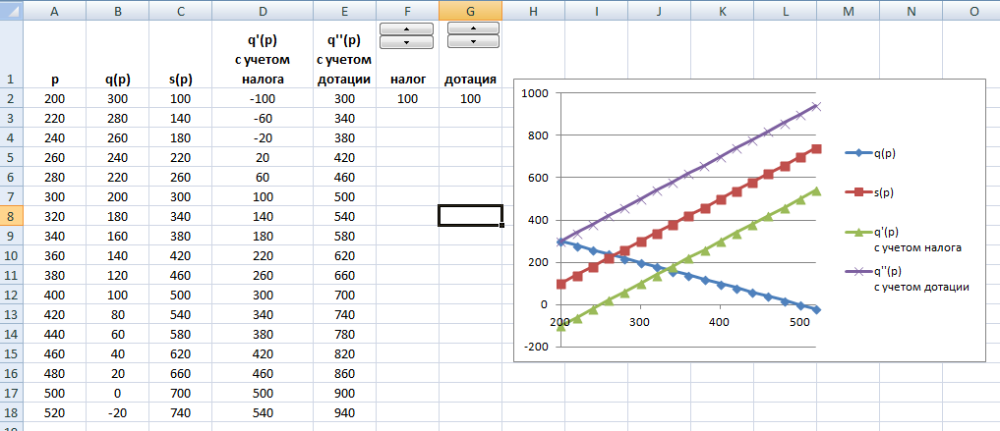 A B C D E F G H I J K L M N O
1 p q(p) s(p) q'(p) с учетом налога q''(p) с учетом дотации налог дотация
2 200 300 100 -100 300 100 100
3 220 280 140 -60 340
4 240 260 180 -20 380
5 260 240 220 20 420
6 280 220 260 60 460
7 300 200 300 100 500
8 320 180 340 140 540
9 340 160 380 180 580
10 360 140 420 220 620
11 380 120 460 260 660
12 400 100 500 300 700
13 420 80 540 340 740
14 440 60 580 380 780
15 460 40 620 420 820
16 480 20 660 460 860
17 500 0 700 500 900
18 520 -20 740 540 940
1000
800
600
400
200
0
-200
200 300 400 500
q(p)
s(p)
q'(p)
с учетом налога
q''(p)
с учетом дотации